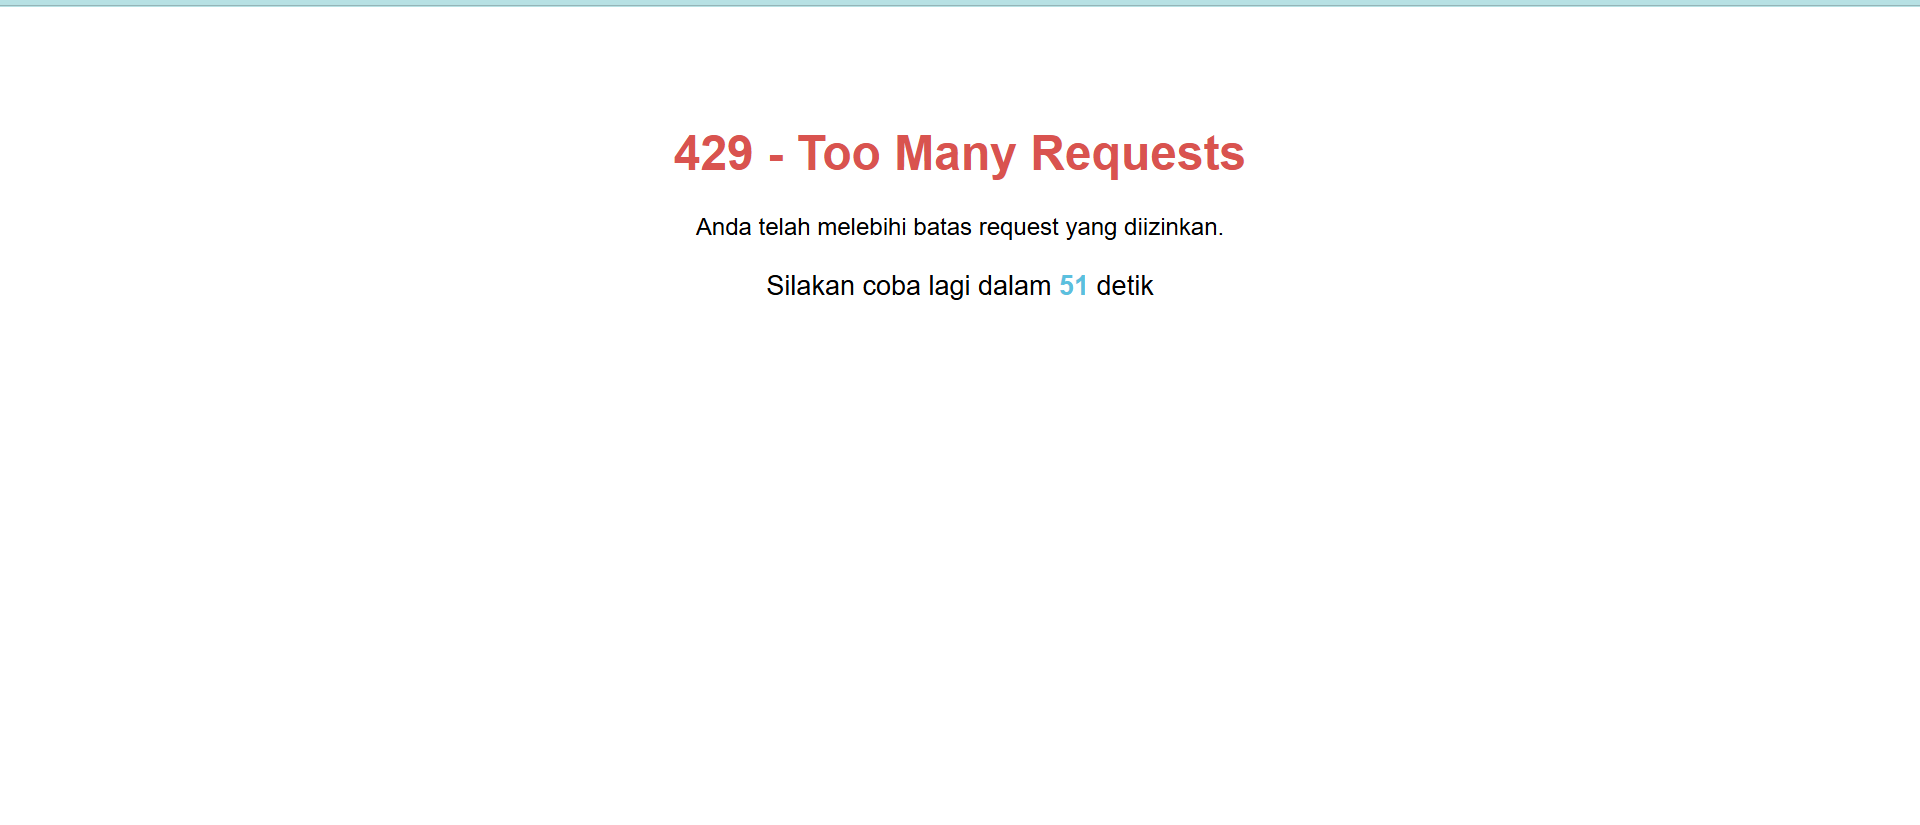 429 - Too Many Requests
Anda telah melebihi batas request yang diizinkan.
Silakan coba lagi dalam 51 detik